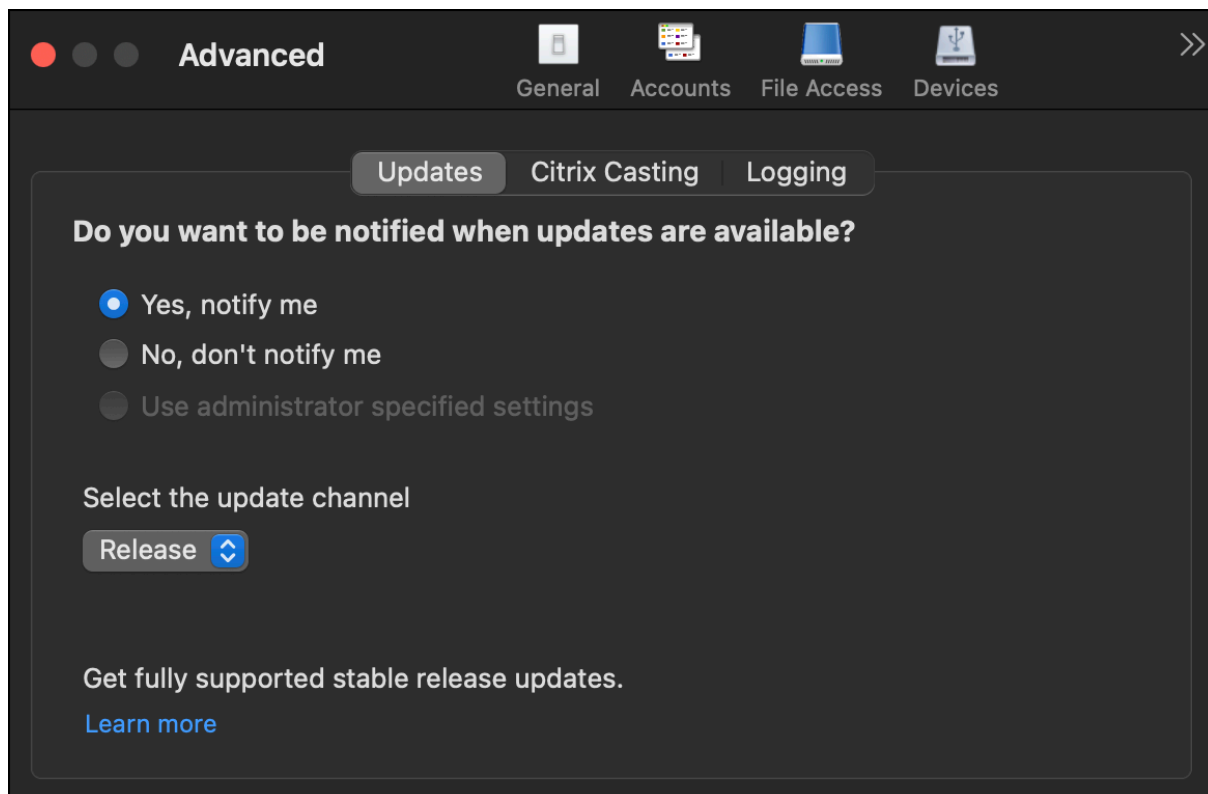 Advanced
General Accounts File Access Devices
Updates Citrix Casting Logging
Do you want to be notified when updates are available?
Yes, notify me
No, don't notify me
Use administrator specified settings
Select the update channel
Release
Get fully supported stable release updates.
Learn more